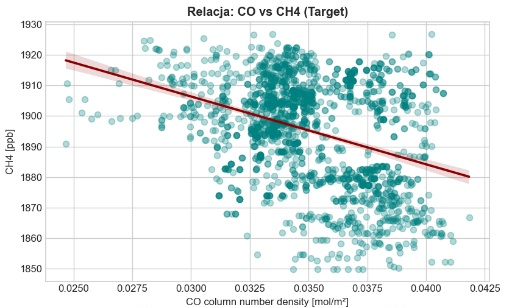 Relacja: CO vs CH4 (Target)
1930
1920
1910
1900
1890
1880
1870
1860
1850
CH4 [ppb]
0.0250 0.0275 0.0300 0.0325 0.0350 0.0375 0.0400 0.0425
CO column number density [mol/m²]